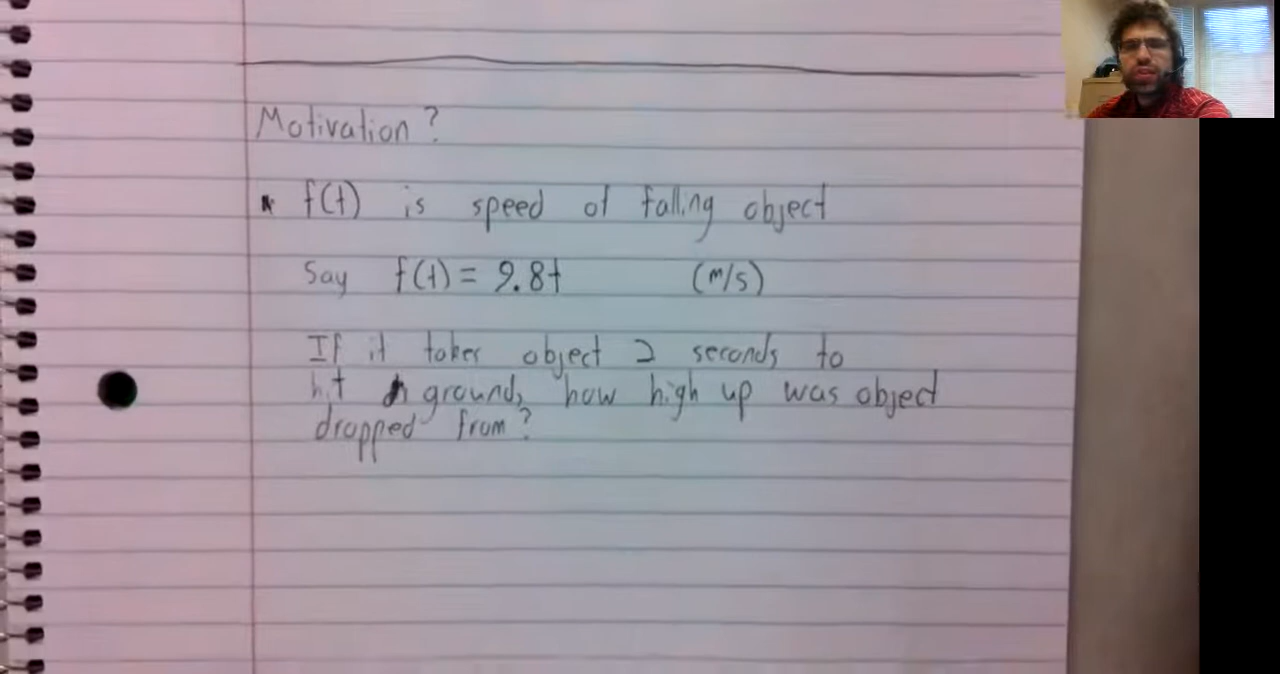 Motivation?
* f(t) is speed of falling object
Say f(t) = 9.8t (m/s)
If it takes object 2 seconds to
hit ground, how high up was object
dropped from?